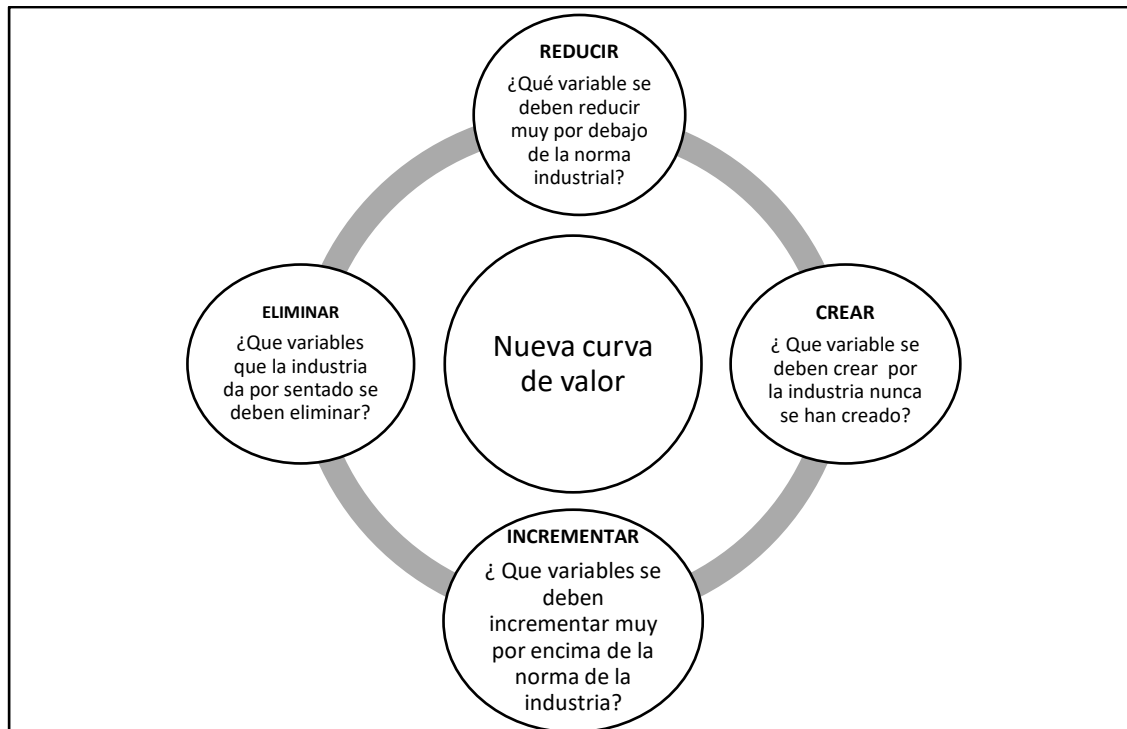 REDUCIR
¿Qué variable se
deben reducir
muy por debajo
de la norma
industrial?
ELIMINAR
¿Que variables
que la industria
da por sentado se
deben eliminar?
Nueva curva
de valor
CREAR
¿ Que variable se
deben crear  por
la industria nunca
se han creado?
INCREMENTAR
¿ Que variables se
deben
incrementar muy
por encima de la
norma de la
industria?